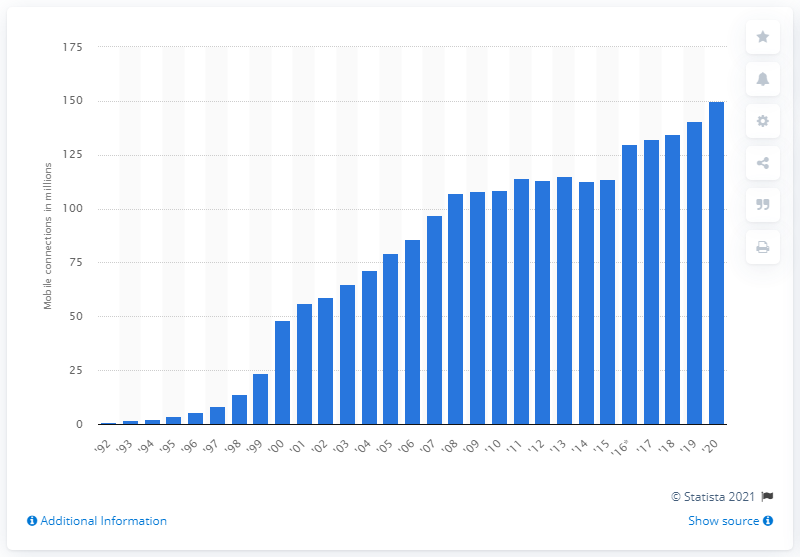 175
150
125
100
75
50
25
0
Mobile connections in millions
'92 '93 '94 '95 '96 '97 '98 '99 '00 '01 '02 '03 '04 '05 '06 '07 '08 '09 '10 '11 '12 '13 '14 '15 '16* '17 '18 '19 '20
© Statista 2021
Additional Information
Show source